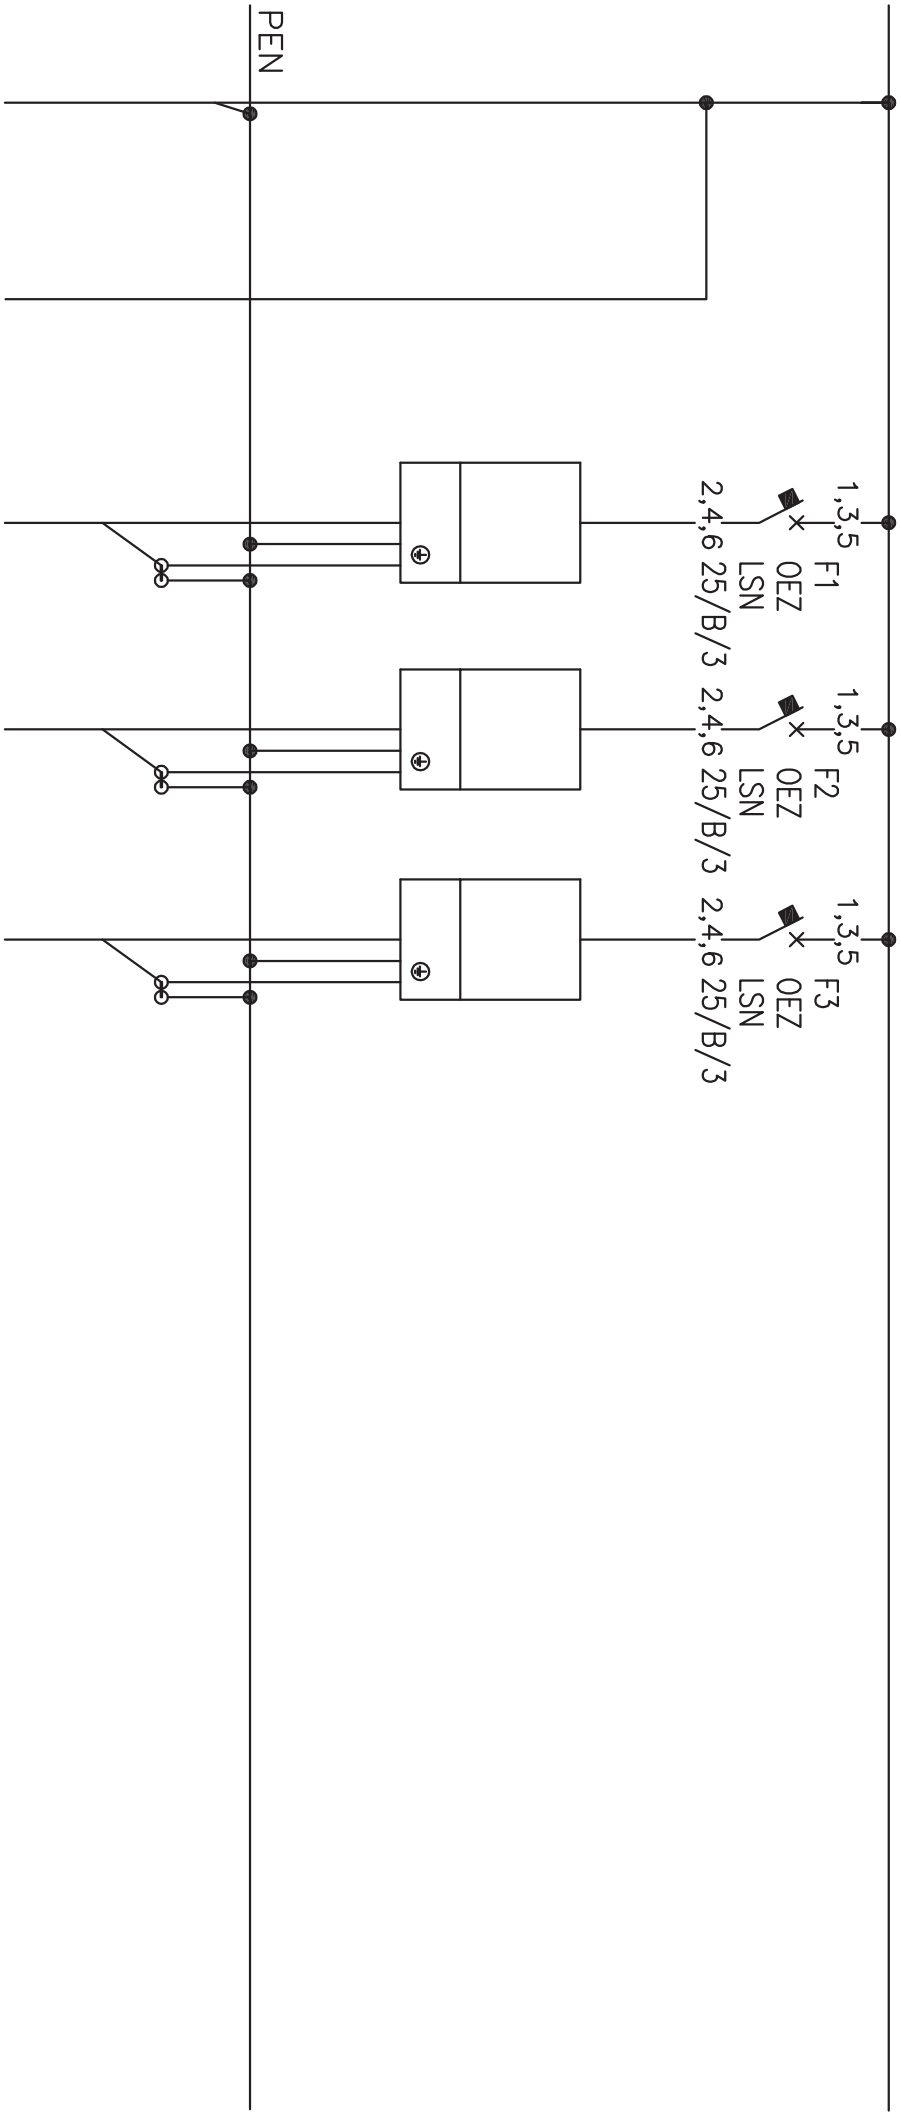 PEN
1,3,5
F1
OEZ
LSN
2,4,6 25/B/3
1,3,5
F2
OEZ
LSN
2,4,6 25/B/3
1,3,5
F3
OEZ
LSN
2,4,6 25/B/3